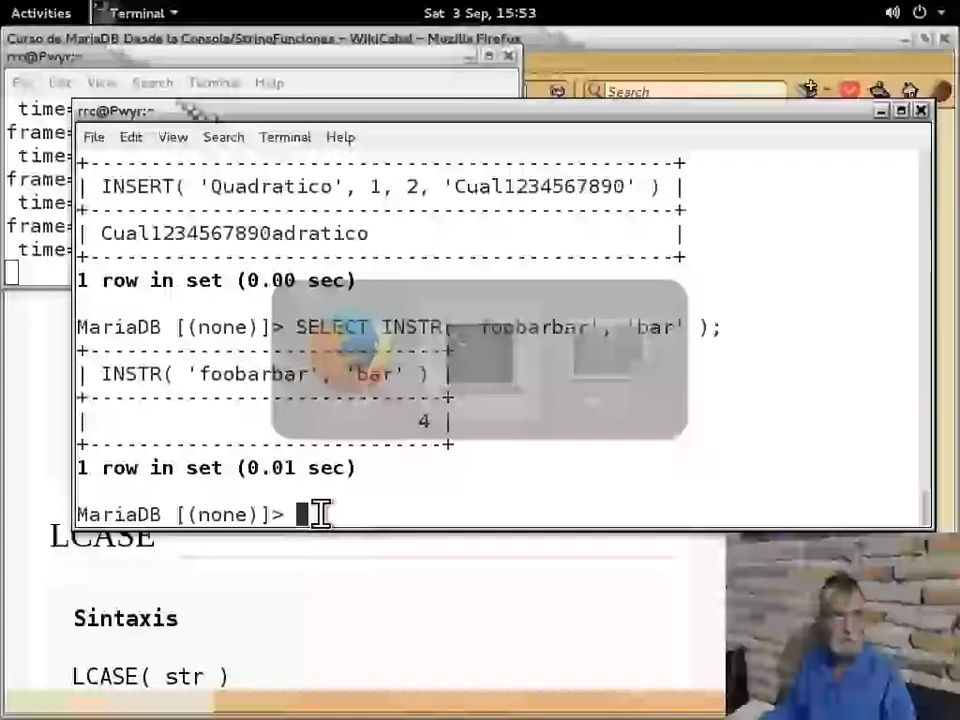 Activities Terminal Sat 3 Sep, 15:53
Curso de MariaDB Desde la Consola/StringFunciones - WikiCabal - Mozilla Firefox
rrc@Pwyr:~
File Edit View Search Terminal Help
Search
time=
frame=
time=
frame=
time=
frame=
time=
rrc@Pwyr:~
File Edit View Search Terminal Help
+-----------------------------------------+
| INSERT( 'Quadratico', 1, 2, 'Cual1234567890' ) |
+-----------------------------------------+
| Cual1234567890adratico |
+-----------------------------------------+
1 row in set (0.00 sec)
MariaDB [(none)]> SELECT INSTR( 'foobarbar', 'bar' );
+-------------------------+
| INSTR( 'foobarbar', 'bar' ) |
+-------------------------+
| 4 |
+-------------------------+
1 row in set (0.01 sec)
MariaDB [(none)]>
LCASE
Sintaxis
LCASE( str )